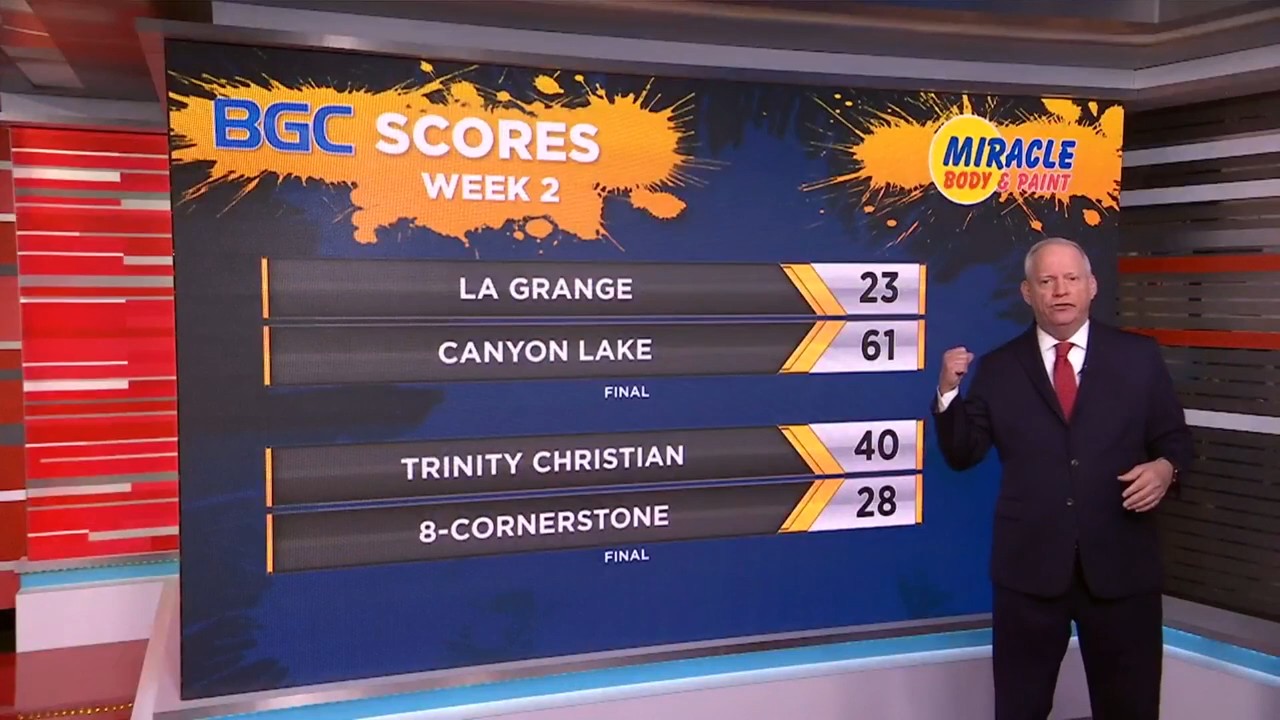 BGC SCORES
WEEK 2
MIRACLE
BODY & PAINT
LA GRANGE 23
CANYON LAKE 61
FINAL
TRINITY CHRISTIAN 40
8-CORNERSTONE 28
FINAL